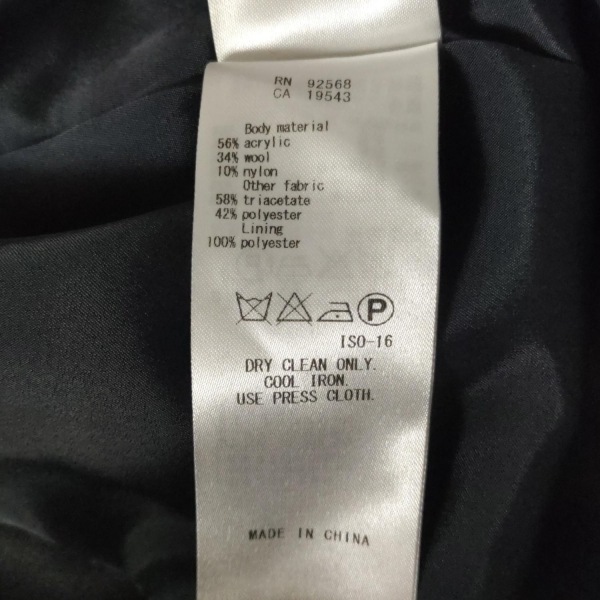 RN 92568
CA 19543
Body material
56% acrylic
34% wool
10% nylon
Other fabric
58% triacetate
42% polyester
Lining
100% polyester
P
ISO-16
DRY CLEAN ONLY.
COOL IRON.
USE PRESS CLOTH.
MADE IN CHINA